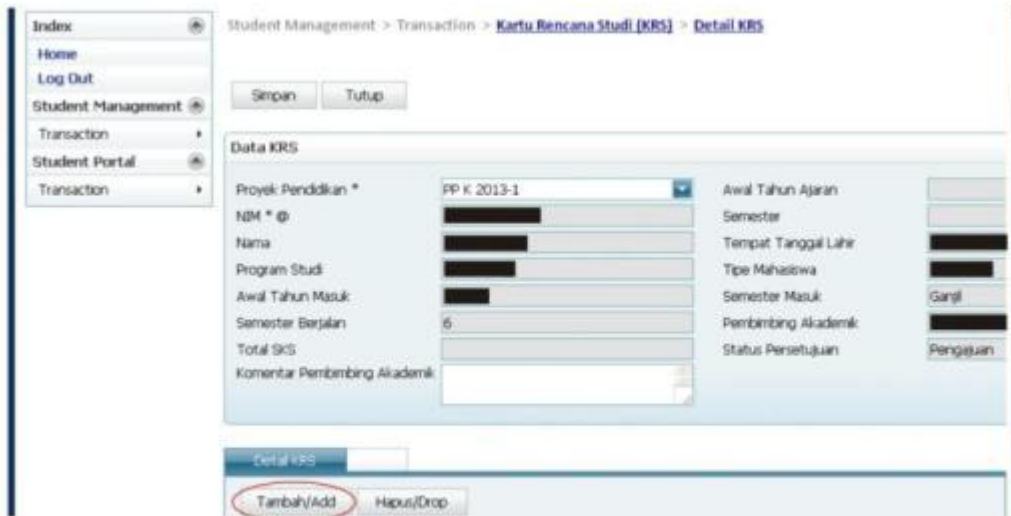 Index
Home
Log Out
Student Management
Transaction
Student Portal
Transaction
Student Management > Transaction > Kartu Rencana Studi [KRS] > Detail KRS
Simpan Tutup
Data KRS
Proyek Pendidikan * PP K 2013-1 Awal Tahun Ajaran
NIM * @ Semester
Nama Tempat Tanggal Lahir
Program Studi Tipe Mahasiswa
Awal Tahun Masuk Semester Masuk Ganjil
Semester Berjalan 6 Pembimbing Akademik
Total SKS Status Persetujuan Pengajuan
Komentar Pembimbing Akademik
Detail KRS
Tambah/Add Hapus/Drop